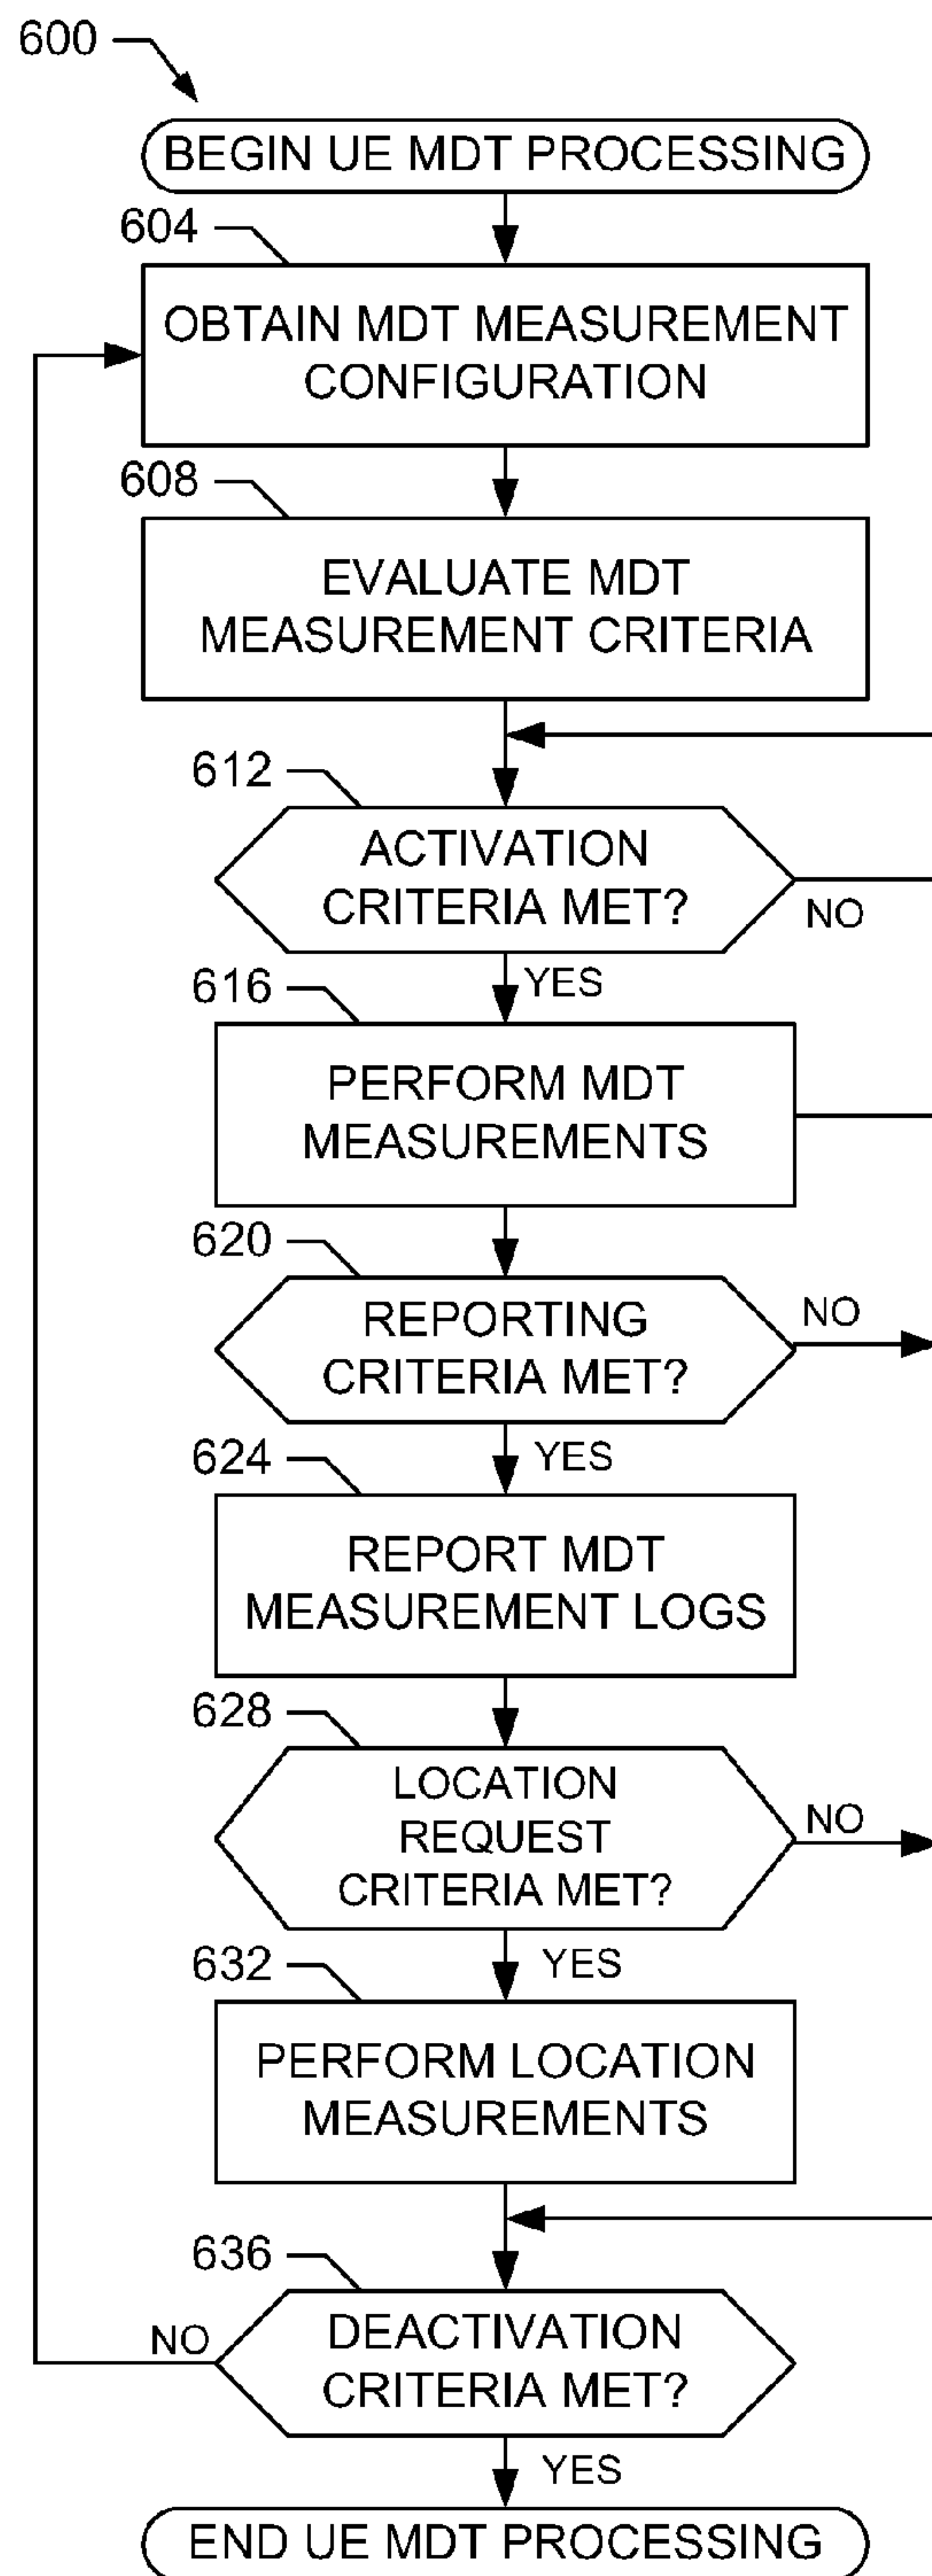 600
BEGIN UE MDT PROCESSING
604
OBTAIN MDT MEASUREMENT
CONFIGURATION
608
EVALUATE MDT
MEASUREMENT CRITERIA
612
ACTIVATION
CRITERIA MET?
NO
YES
616
PERFORM MDT
MEASUREMENTS
620
REPORTING
CRITERIA MET?
NO
YES
624
REPORT MDT
MEASUREMENT LOGS
628
LOCATION
REQUEST
CRITERIA MET?
NO
YES
632
PERFORM LOCATION
MEASUREMENTS
636
DEACTIVATION
CRITERIA MET?
NO
YES
END UE MDT PROCESSING